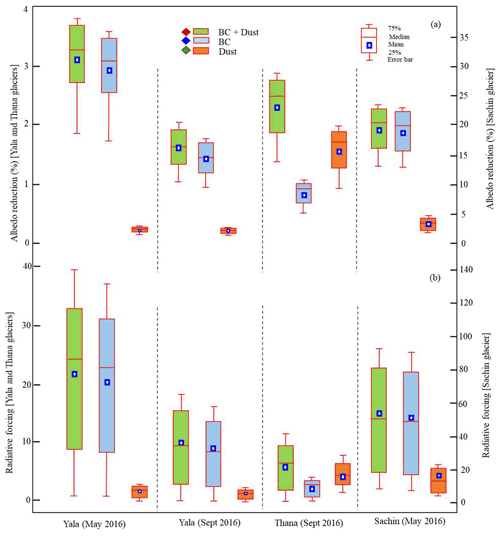 4
3
2
1
0
Albedo reduction (%) [Yala and Thana glaciers]
BC + Dust
BC
Dust
75%
Median
Mean
25%
Error bar
(a)
35
30
25
20
15
10
5
0
Albedo reduction (%) [Sachin glacier]
40
30
20
10
0
Radiative forcing [Yala and Thana glaciers]
(b)
140
120
100
80
60
40
20
0
Radiative forcing [Sachin glacier]
Yala (May 2016)
Yala (Sept 2016)
Thana (Sept 2016)
Sachin (May 2016)